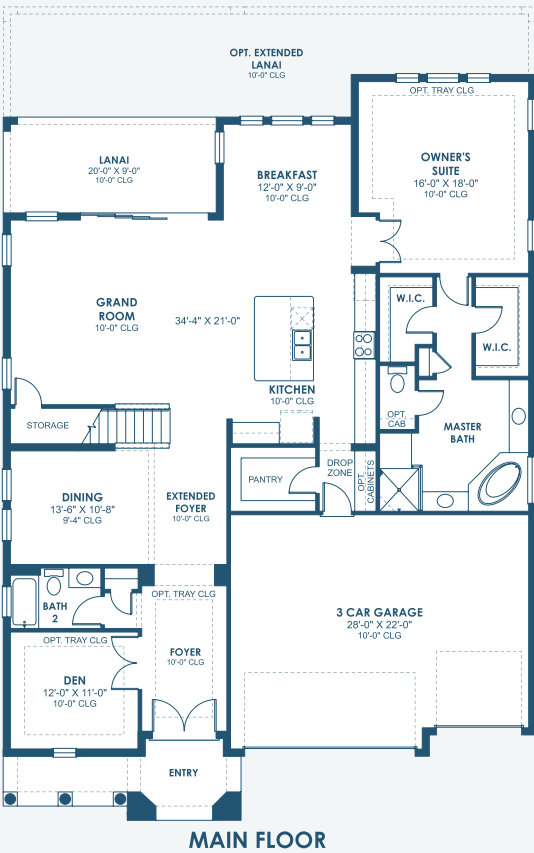 OPT. EXTENDED
LANAI
10'-0" CLG
OPT. TRAY CLG
LANAI
20'-0" X 9'-0"
10'-0" CLG
BREAKFAST
12'-0" X 9'-0"
10'-0" CLG
OWNER'S
SUITE
16'-0" X 18'-0"
10'-0" CLG
GRAND
ROOM
10'-0" CLG
34'-4" X 21'-0"
W.I.C.
W.I.C.
KITCHEN
10'-0" CLG
STORAGE
OPT.
CAB
MASTER
BATH
PANTRY
DROP
ZONE
OPT.
CABINETS
DINING
13'-6" X 10'-8"
9'-4" CLG
EXTENDED
FOYER
10'-0" CLG
OPT. TRAY CLG
BATH
2
3 CAR GARAGE
28'-0" X 22'-0"
10'-0" CLG
OPT. TRAY CLG
FOYER
10'-0" CLG
DEN
12'-0" X 11'-0"
10'-0" CLG
ENTRY
MAIN FLOOR